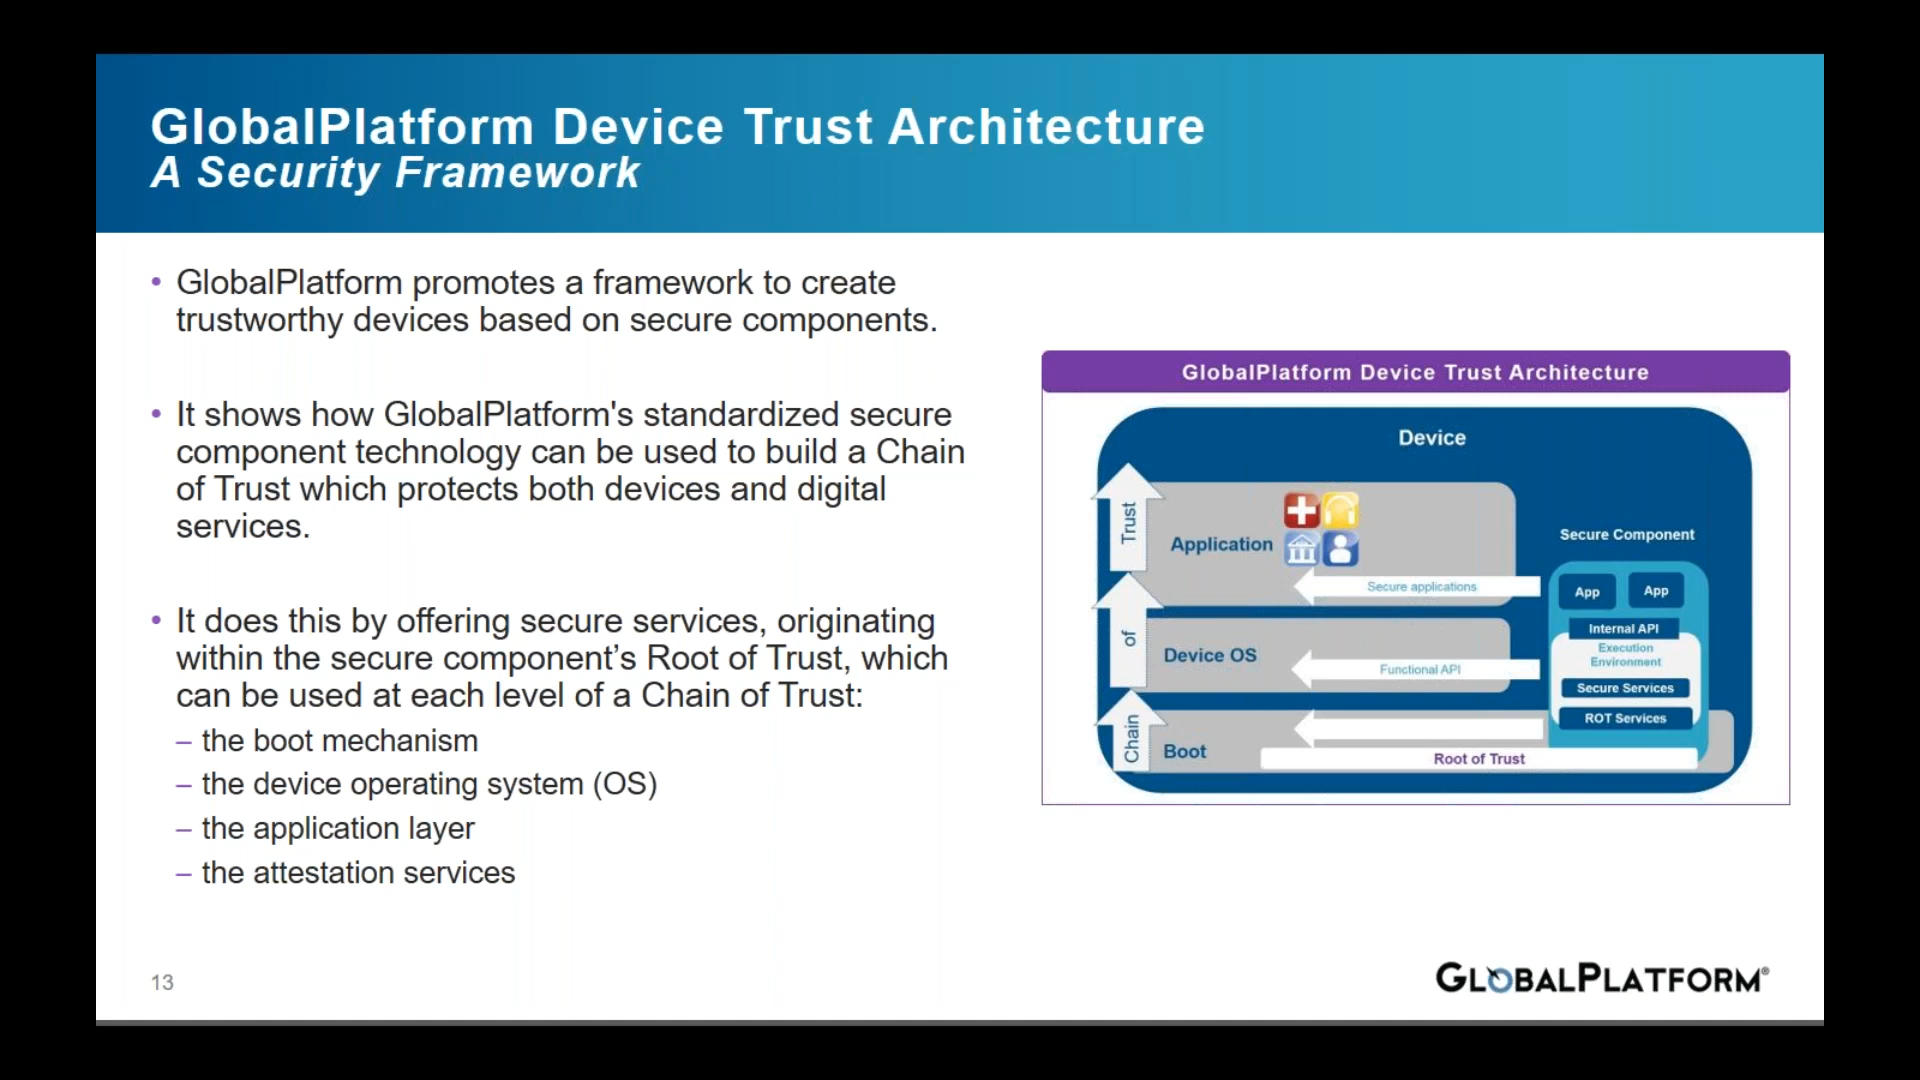 GlobalPlatform Device Trust Architecture
A Security Framework
• GlobalPlatform promotes a framework to create
trustworthy devices based on secure components.
• It shows how GlobalPlatform's standardized secure
component technology can be used to build a Chain
of Trust which protects both devices and digital
services.
• It does this by offering secure services, originating
within the secure component’s Root of Trust, which
can be used at each level of a Chain of Trust:
– the boot mechanism
– the device operating system (OS)
– the application layer
– the attestation services
GlobalPlatform Device Trust Architecture
Device
Trust
Application
Secure applications
of
Device OS
Functional API
Chain
Boot
Root of Trust
Secure Component
App
App
Internal API
Execution
Environment
Secure Services
ROT Services
13
GLOBALPLATFORM®